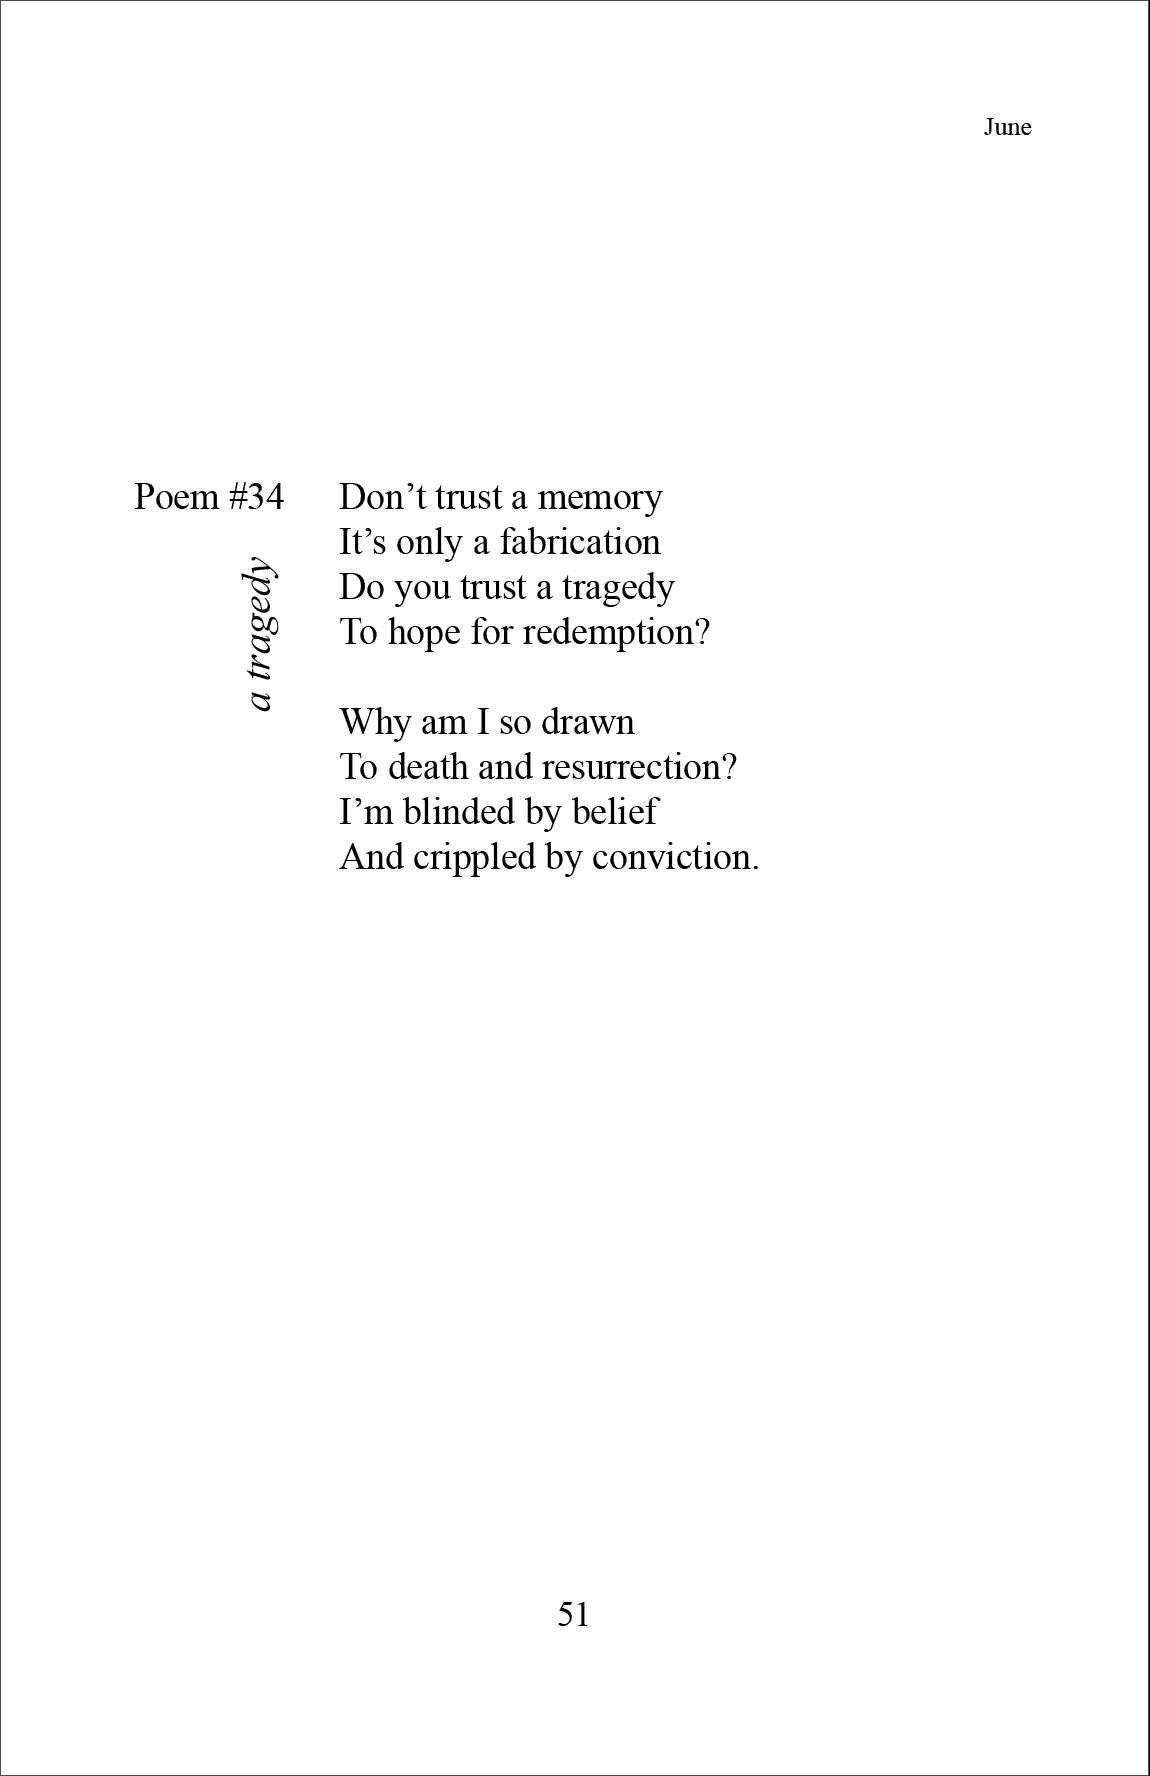 June
Poem #34
a tragedy
Don’t trust a memory
It’s only a fabrication
Do you trust a tragedy
To hope for redemption?
Why am I so drawn
To death and resurrection?
I’m blinded by belief
And crippled by conviction.
51